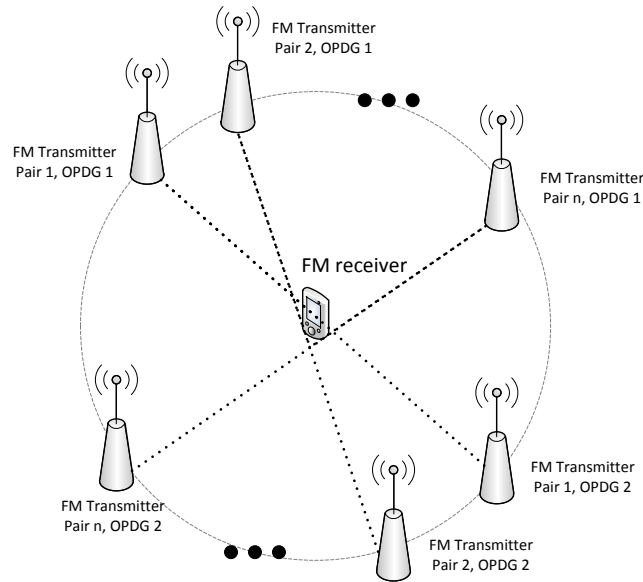 FM Transmitter
Pair 2, OPDG 1
FM Transmitter
Pair 1, OPDG 1
FM Transmitter
Pair n, OPDG 1
FM receiver
FM Transmitter
Pair 1, OPDG 2
FM Transmitter
Pair n, OPDG 2
FM Transmitter
Pair 2, OPDG 2